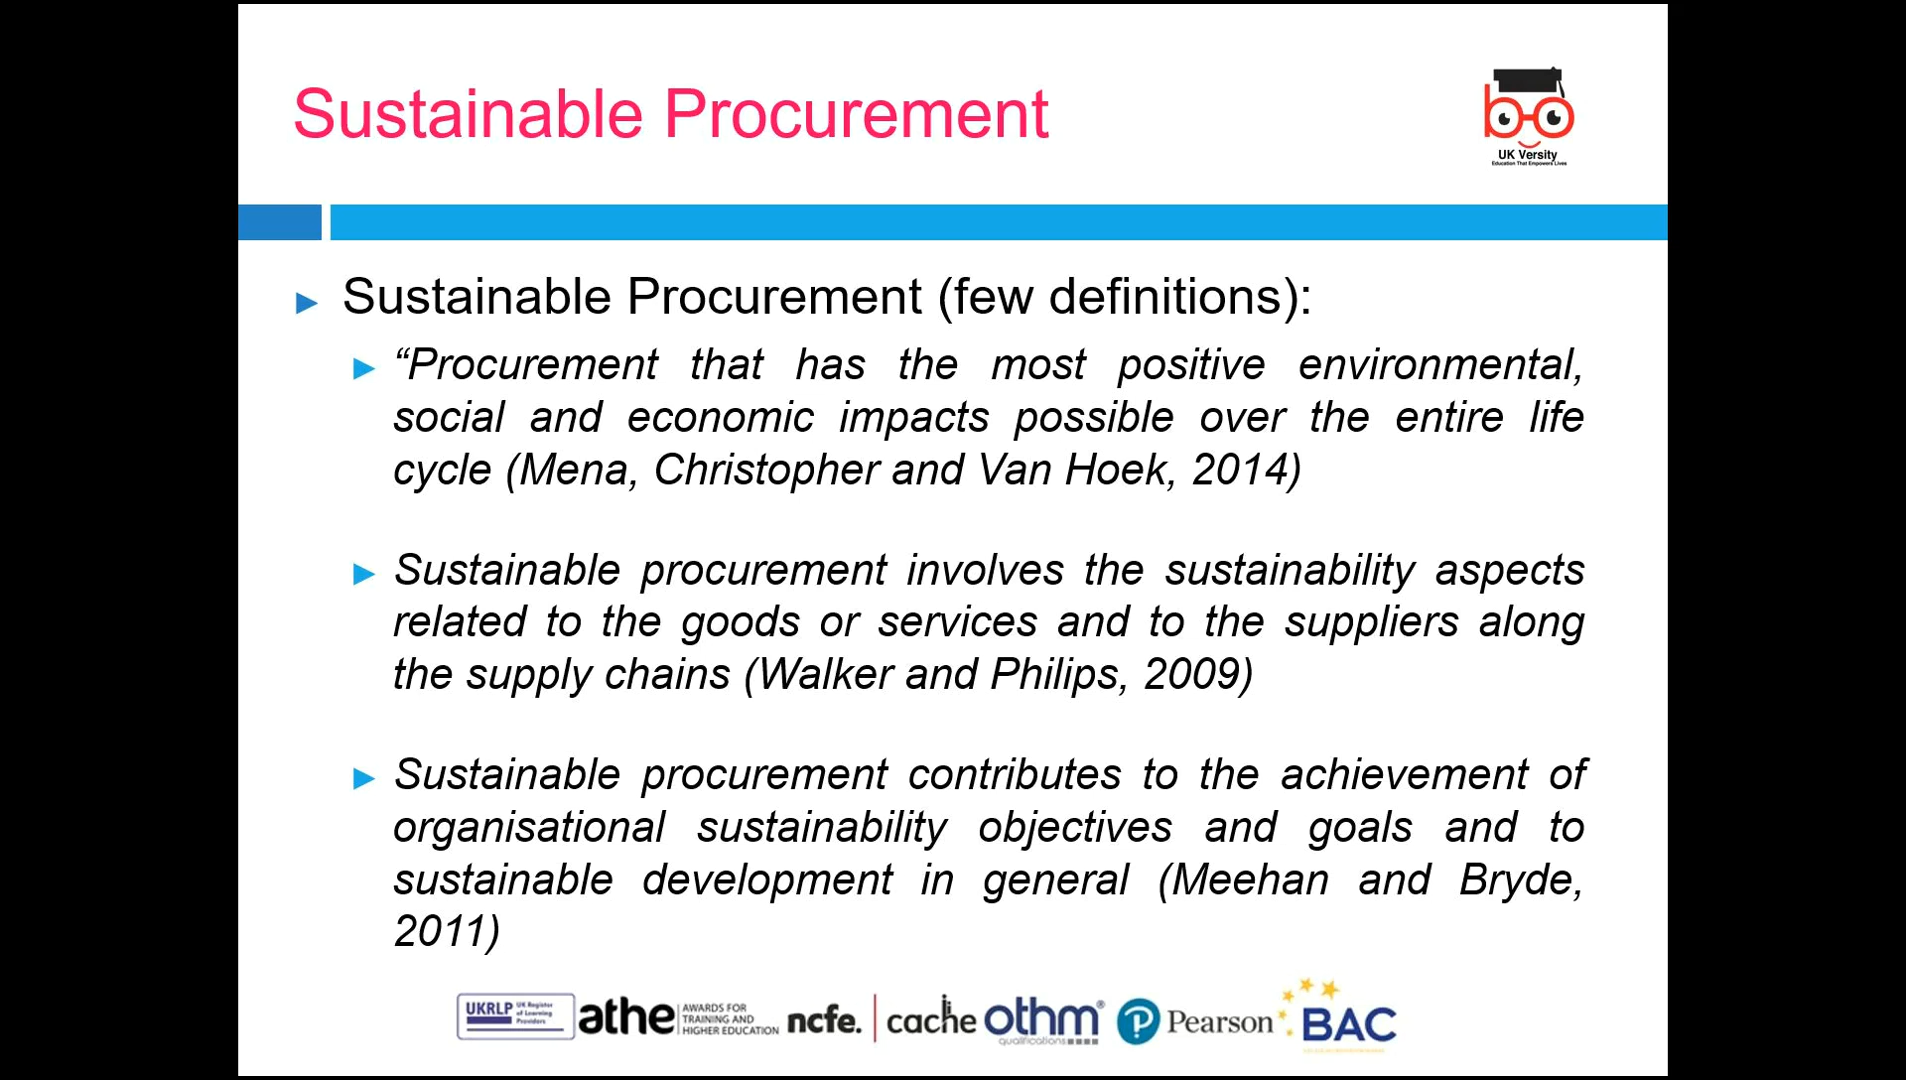 Sustainable Procurement
UK Versity
Education That Empowers Lives
Sustainable Procurement (few definitions):
“Procurement that has the most positive environmental,
social and economic impacts possible over the entire life
cycle (Mena, Christopher and Van Hoek, 2014)
Sustainable procurement involves the sustainability aspects
related to the goods or services and to the suppliers along
the supply chains (Walker and Philips, 2009)
Sustainable procurement contributes to the achievement of
organisational sustainability objectives and goals and to
sustainable development in general (Meehan and Bryde,
2011)
UKRLP UK Register of Learning Providers
athe AWARDS FOR TRAINING AND HIGHER EDUCATION
ncfe. cache
othm® qualifications
Pearson
BAC